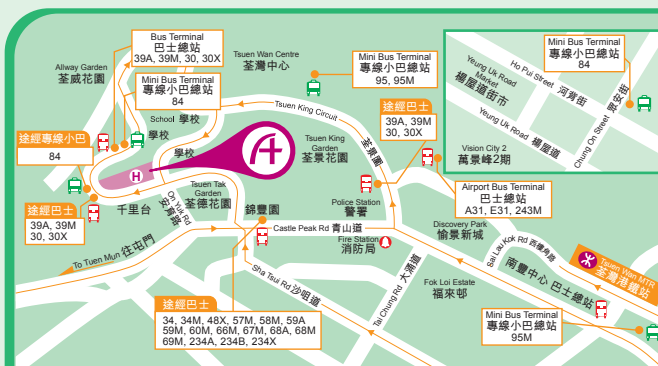 Bus Terminal
巴士總站
39A, 39M, 30, 30X
Allway Garden
荃威花園
Mini Bus Terminal
專線小巴總站
84
School 學校
學校
途經專線小巴
84
H
途經巴士
39A, 39M
30, 30X
千里台
On Yuk Rd
安育路
Tsuen Tak
Garden
荃德花園
To Tuen Mun 往屯門
Tsuen Wan Centre
荃灣中心
Mini Bus Terminal
專線小巴總站
95, 95M
Tsuen King Circuit
荃景圍
Tsuen King
Garden
荃景花園
途經巴士
39A, 39M
30, 30X
Police Station
警署
錦豐園
Castle Peak Rd 青山道
Fire Station
消防局
Sha Tsui Rd 沙咀道
途經巴士
34, 34M, 48X, 57M, 58M, 59A
59M, 60M, 66M, 67M, 68A, 68M
69M, 234A, 234B, 234X
Tai Chung Rd 大涌道
Airport Bus Terminal
巴士總站
A31, E31, 243M
Discovery Park
愉景新城
Sai Lau Kok Rd 西樓角路
Fok Loi Estate
福來邨
南豐中心 巴士總站
Tsuen Wan MTR
荃灣港鐵站
Mini Bus Terminal
專線小巴總站
95M
Yeung Uk Road
Market
楊屋道街市
Ho Pui Street 河背街
Mini Bus Terminal
專線小巴總站
84
Yeung Uk Road 楊屋道
Chung On Street 眾安街
Vision City 2
萬景峰2期